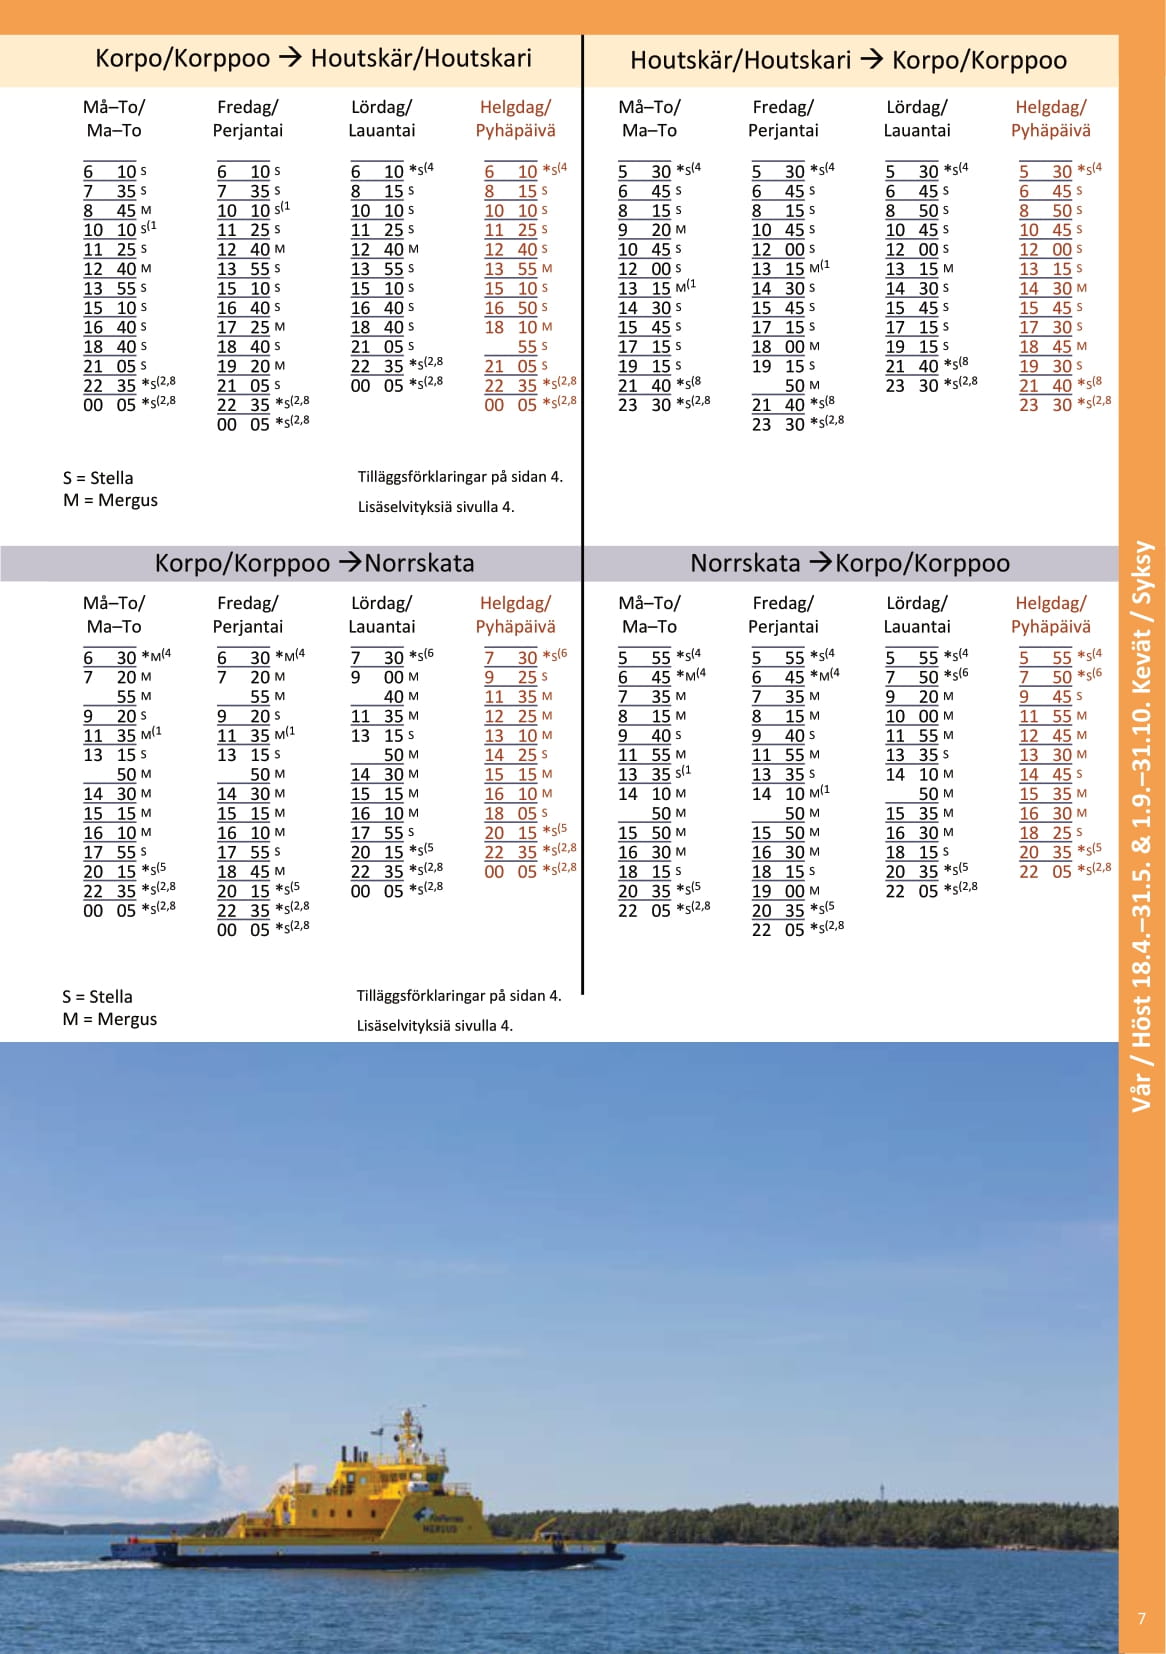 Korpo/Korppoo → Houtskär/Houtskari
Må–To/ Fredag/ Lördag/ Helgdag/
Ma–To Perjantai Lauantai Pyhäpäivä
6 10 S 6 10 S 6 10 *S(4 6 10 *S(4
7 35 S 7 35 S 8 15 S 8 15 S
8 45 M 10 10 S(1 10 10 S 10 10 S
10 10 S(1 11 25 S 11 25 S 11 25 S
11 25 S 12 40 M 12 40 M 12 40 S
12 40 M 13 55 S 13 55 S 13 55 M
13 55 S 15 10 S 15 10 S 15 10 S
15 10 S 16 40 S 16 40 S 16 50 S
16 40 S 17 25 M 18 40 S 18 10 M
18 40 S 18 40 S 21 05 S 55 S
21 05 S 19 20 M 22 35 *S(2,8 21 05 S
22 35 *S(2,8 21 05 S 00 05 *S(2,8 22 35 *S(2,8
00 05 *S(2,8 22 35 *S(2,8 00 05 *S(2,8
00 05 *S(2,8
S = Stella Tilläggsförklaringar på sidan 4.
M = Mergus Lisäselvityksiä sivulla 4.
Houtskär/Houtskari → Korpo/Korppoo
Må–To/ Fredag/ Lördag/ Helgdag/
Ma–To Perjantai Lauantai Pyhäpäivä
5 30 *S(4 5 30 *S(4 5 30 *S(4 5 30 *S(4
6 45 S 6 45 S 6 45 S 6 45 S
8 15 S 8 15 S 8 50 S 8 50 S
9 20 M 10 45 S 10 45 S 10 45 S
10 45 S 12 00 S 12 00 S 12 00 S
12 00 S 13 15 M(1 13 15 M 13 15 S
13 15 M(1 14 30 S 14 30 S 14 30 M
14 30 S 15 45 S 15 45 S 15 45 S
15 45 S 17 15 S 17 15 S 17 30 S
17 15 S 18 00 M 19 15 S 18 45 M
19 15 S 19 15 S 21 40 *S(8 19 30 S
21 40 *S(8 50 M 23 30 *S(2,8 21 40 *S(8
23 30 *S(2,8 21 40 *S(8 23 30 *S(2,8
23 30 *S(2,8
Korpo/Korppoo →Norrskata
Må–To/ Fredag/ Lördag/ Helgdag/
Ma–To Perjantai Lauantai Pyhäpäivä
6 30 *M(4 6 30 *M(4 7 30 *S(6 7 30 *S(6
7 20 M 7 20 M 9 00 M 9 25 S
55 M 55 M 40 M 11 35 M
9 20 S 9 20 S 11 35 M 12 25 M
11 35 M(1 11 35 M(1 13 15 S 13 10 M
13 15 S 13 15 S 50 M 14 25 S
50 M 50 M 14 30 M 15 15 M
14 30 M 14 30 M 15 15 M 16 10 M
15 15 M 15 15 M 16 10 M 18 05 S
16 10 M 16 10 M 17 55 S 20 15 *S(5
17 55 S 17 55 S 20 15 *S(5 22 35 *S(2,8
20 15 *S(5 18 45 M 22 35 *S(2,8 00 05 *S(2,8
22 35 *S(2,8 20 15 *S(5 00 05 *S(2,8
00 05 *S(2,8 22 35 *S(2,8
00 05 *S(2,8
S = Stella Tilläggsförklaringar på sidan 4.
M = Mergus Lisäselvityksiä sivulla 4.
Norrskata →Korpo/Korppoo
Må–To/ Fredag/ Lördag/ Helgdag/
Ma–To Perjantai Lauantai Pyhäpäivä
5 55 *S(4 5 55 *S(4 5 55 *S(4 5 55 *S(4
6 45 *M(4 6 45 *M(4 7 50 *S(6 7 50 *S(6
7 35 M 7 35 M 9 20 M 9 45 S
8 15 M 8 15 M 10 00 M 11 55 M
9 40 S 9 40 S 11 55 M 12 45 M
11 55 M 11 55 M 13 35 S 13 30 M
13 35 S(1 13 35 S 14 10 M 14 45 S
14 10 M 14 10 M(1 50 M 15 35 M
50 M 50 M 15 35 M 16 30 M
15 50 M 15 50 M 16 30 M 18 25 S
16 30 M 16 30 M 18 15 S 20 35 *S(5
18 15 S 18 15 S 20 35 *S(5 22 05 *S(2,8
20 35 *S(5 19 00 M 22 05 *S(2,8
22 05 *S(2,8 20 35 *S(5
22 05 *S(2,8
Vår / Höst 18.4.–31.5. & 1.9.–31.10. Kevät / Syksy
MERGUS
7